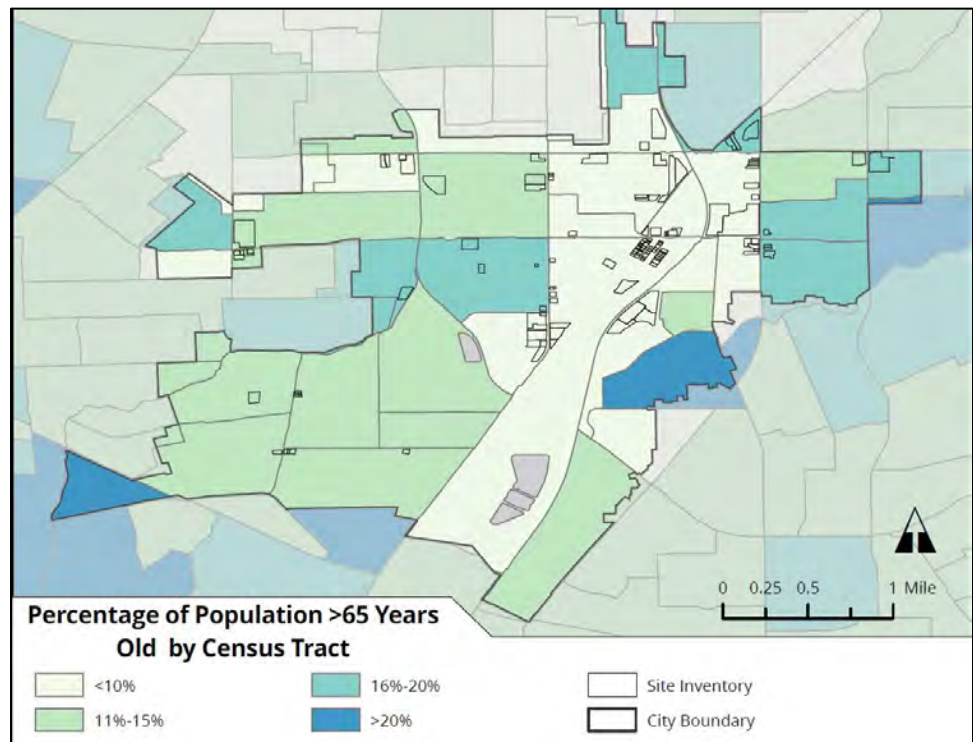 0 0.25 0.5 1 Mile
Percentage of Population >65 Years
Old by Census Tract
<10% 16%-20% Site Inventory
11%-15% >20% City Boundary